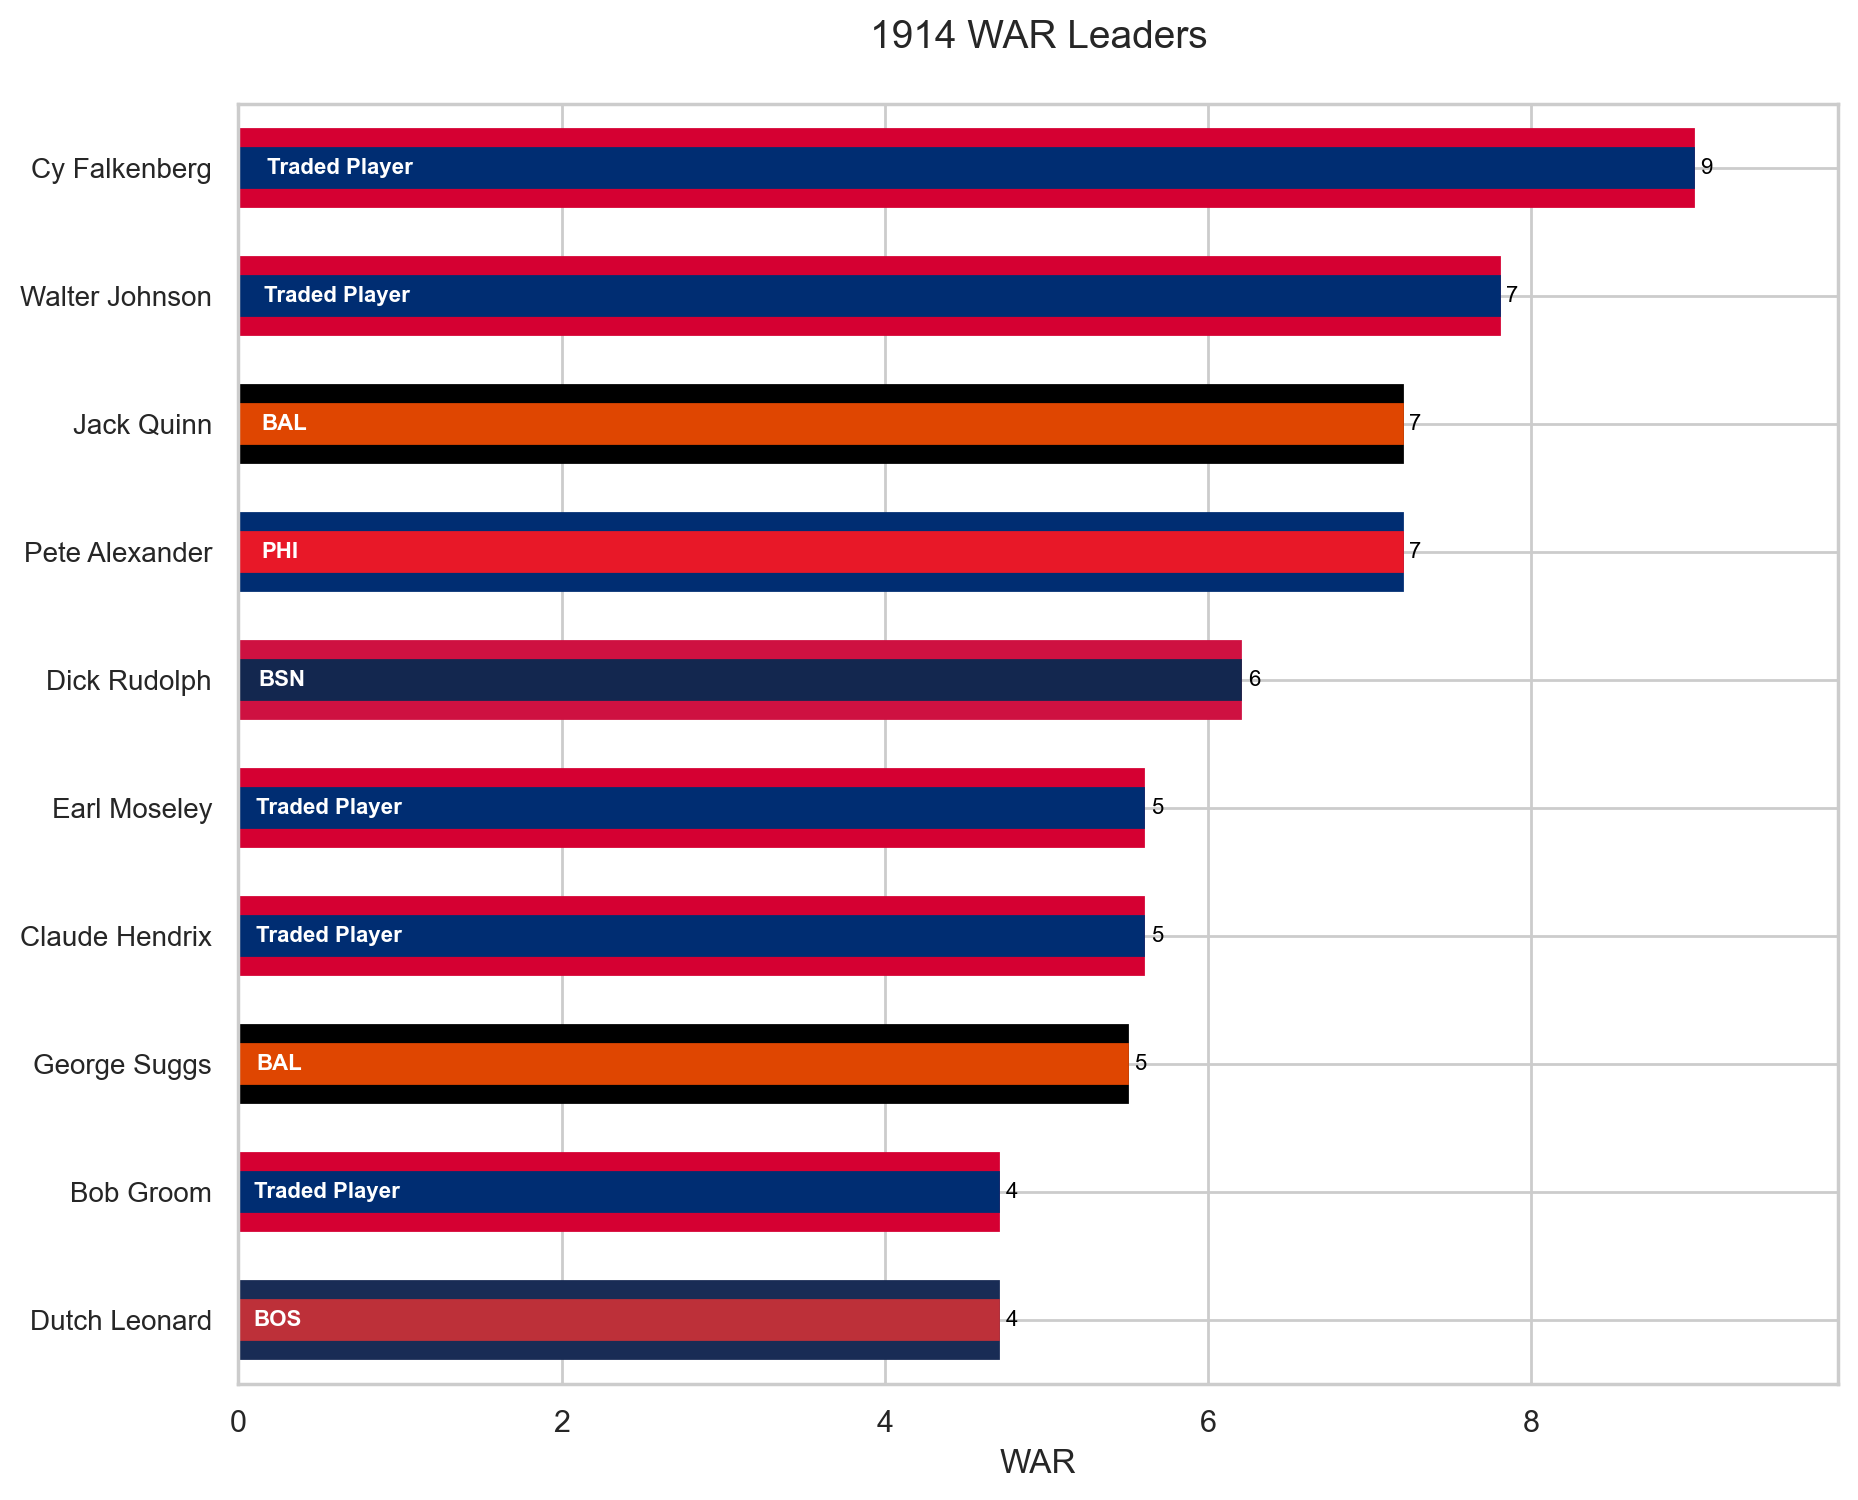 1914 WAR Leaders
Cy Falkenberg Traded Player 9
Walter Johnson Traded Player 7
Jack Quinn BAL 7
Pete Alexander PHI 7
Dick Rudolph BSN 6
Earl Moseley Traded Player 5
Claude Hendrix Traded Player 5
George Suggs BAL 5
Bob Groom Traded Player 4
Dutch Leonard BOS 4
0 2 4 6 8
WAR